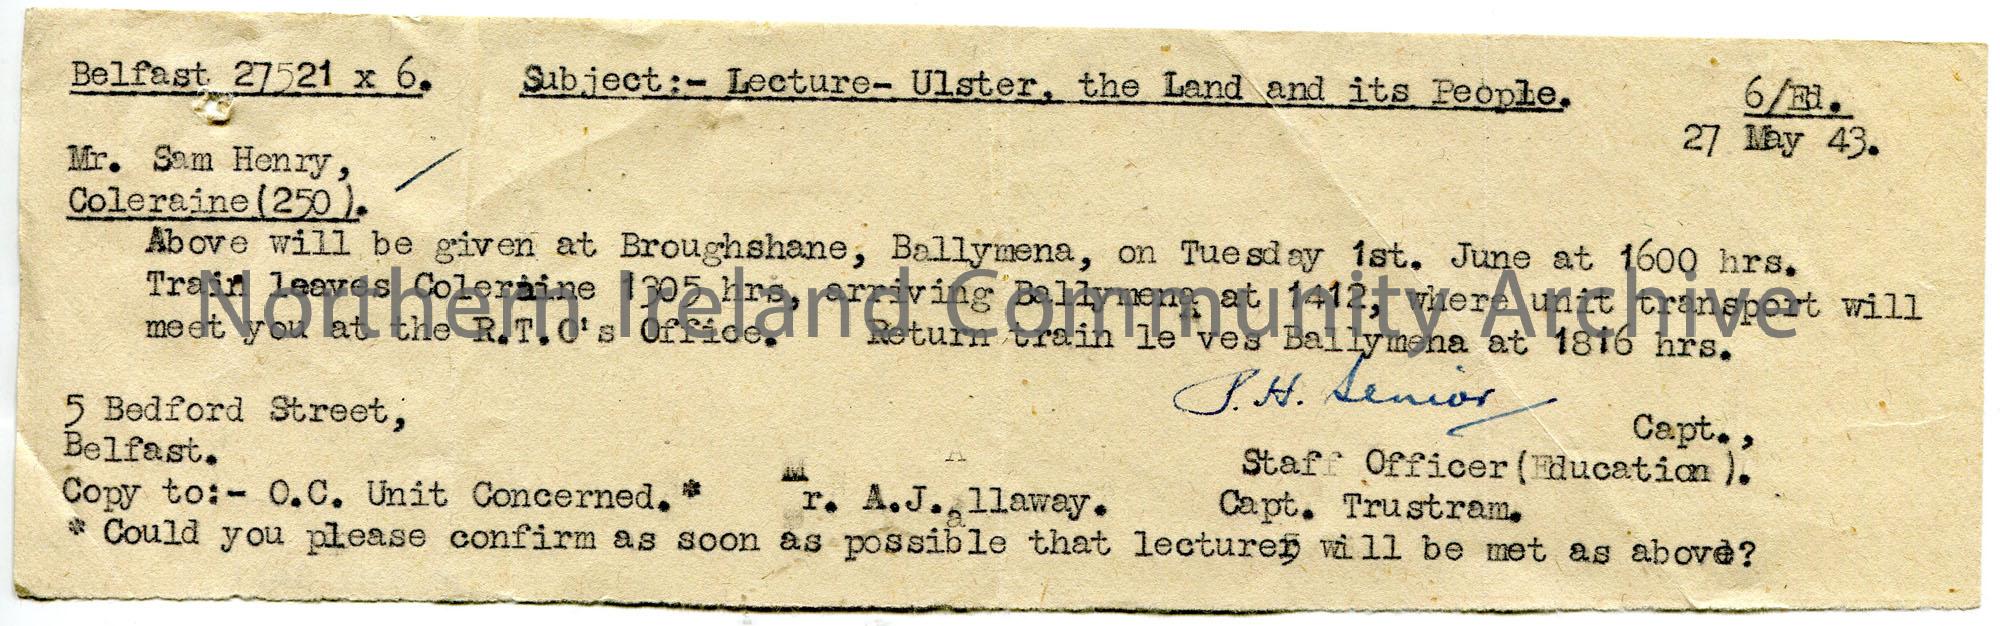 Belfast 27521 x 6. Subject:- Lecture- Ulster, the Land and its People. 6/Ed.
27 May 43.
Mr. Sam Henry,
Coleraine(250).
Above will be given at Broughshane, Ballymena, on Tuesday 1st. June at 1600 hrs.
Train leaves Coleraine 1305 hrs, arriving Ballymena at 1412, where unit transport will
meet you at the R.T.O's Office. Return train le ves Ballymena at 1816 hrs.
Northern Ireland Community Archive
P.H. Senior
5 Bedford Street,
Belfast.
Capt.,
Staff Officer(Education).
Copy to:- O.C. Unit Concerned.* Mr. A.J. allaway. Capt. Trustram.
* Could you please confirm as soon as possible that lecturer will be met as above?